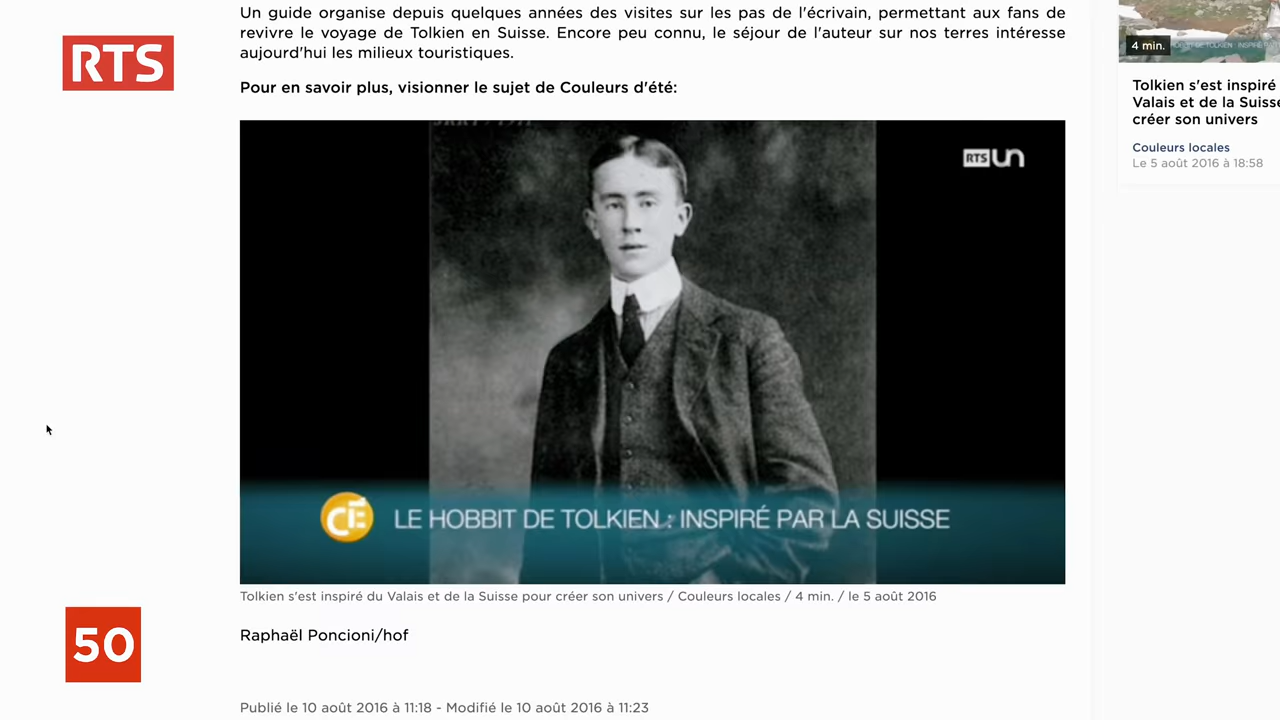 Un guide organise depuis quelques années des visites sur les pas de l'écrivain, permettant aux fans de
revivre le voyage de Tolkien en Suisse. Encore peu connu, le séjour de l'auteur sur nos terres intéresse
aujourd'hui les milieux touristiques.
RTS
4 min.
Pour en savoir plus, visionner le sujet de Couleurs d'été:
Tolkien s'est inspiré
Valais et de la Suisse
créer son univers
Couleurs locales
Le 5 août 2016 à 18:58
RTS UN
CÉ LE HOBBIT DE TOLKIEN : INSPIRÉ PAR LA SUISSE
Tolkien s'est inspiré du Valais et de la Suisse pour créer son univers / Couleurs locales / 4 min. / le 5 août 2016
50
Raphaël Poncioni/hof
Publié le 10 août 2016 à 11:18 - Modifié le 10 août 2016 à 11:23